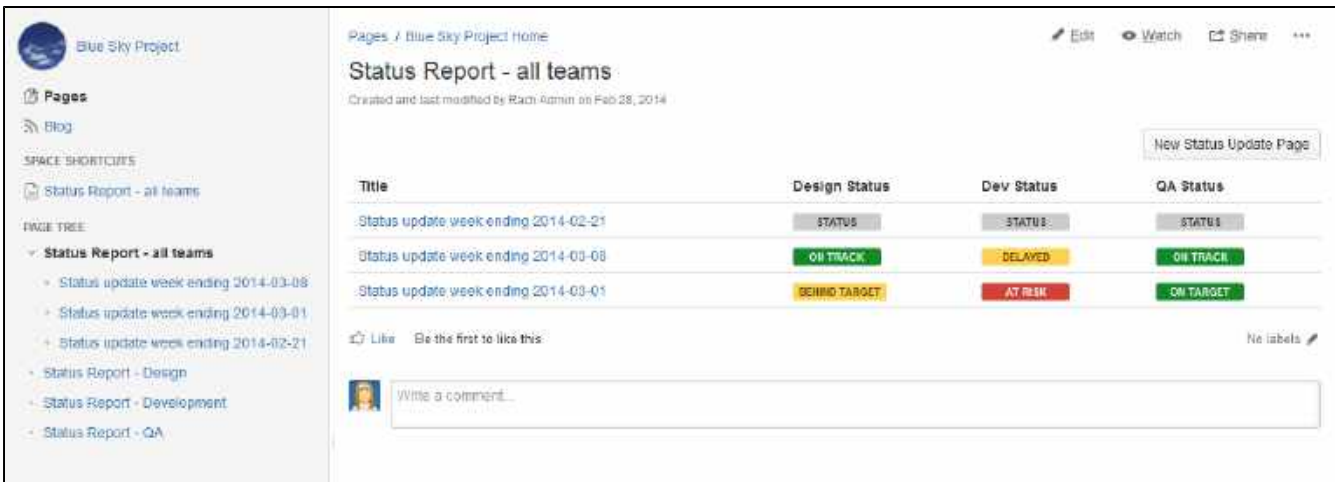 Blue Sky Project
Pages
Blog
SPACE SHORTCUTS
Status Report - all teams
PAGE TREE
Status Report - all teams
Status update week ending 2014-03-08
Status update week ending 2014-03-01
Status update week ending 2014-02-21
Status Report - Design
Status Report - Development
Status Report - QA
Pages / Blue Sky Project Home
Edit Watch Share ...
Status Report - all teams
Created and last modified by Rach Admin on Feb 28, 2014
New Status Update Page
Title Design Status Dev Status QA Status
Status update week ending 2014-02-21 STATUS STATUS STATUS
Status update week ending 2014-03-08 ON TRACK DELAYED ON TRACK
Status update week ending 2014-03-01 BEHIND TARGET AT RISK ON TARGET
Like Be the first to like this No labels
Write a comment...